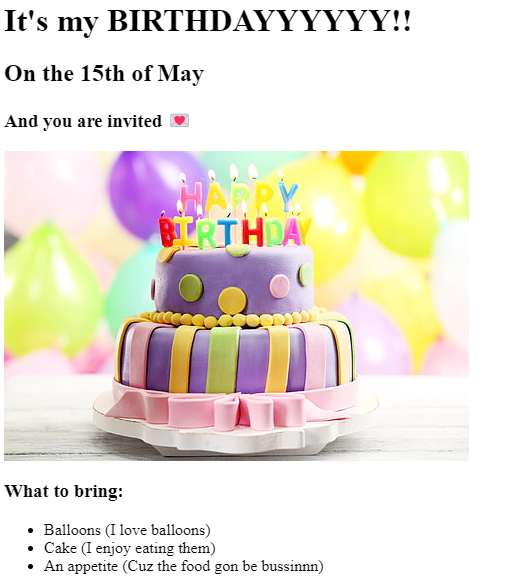 It's my BIRTHDAYYYYYY!!
On the 15th of May
And you are invited 💌
HAPPY
BIRTHDAY
What to bring:
Balloons (I love balloons)
Cake (I enjoy eating them)
An appetite (Cuz the food gon be bussinnn)